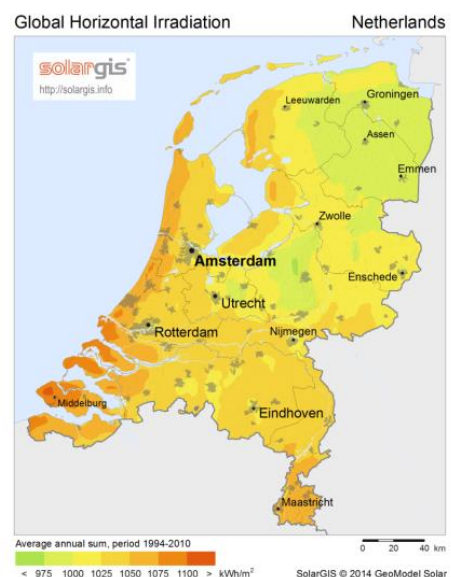 Global Horizontal Irradiation Netherlands
solargis
http://solargis.info
Leeuwarden
Groningen
Assen
Emmen
Zwolle
Amsterdam
Enschede
Utrecht
Rotterdam
Nijmegen
Middelburg
Eindhoven
Maastricht
Average annual sum, period 1994-2010
0 20 40 km
< 975 1000 1025 1050 1075 1100 > kWh/m²
SolarGIS © 2014 GeoModel Solar